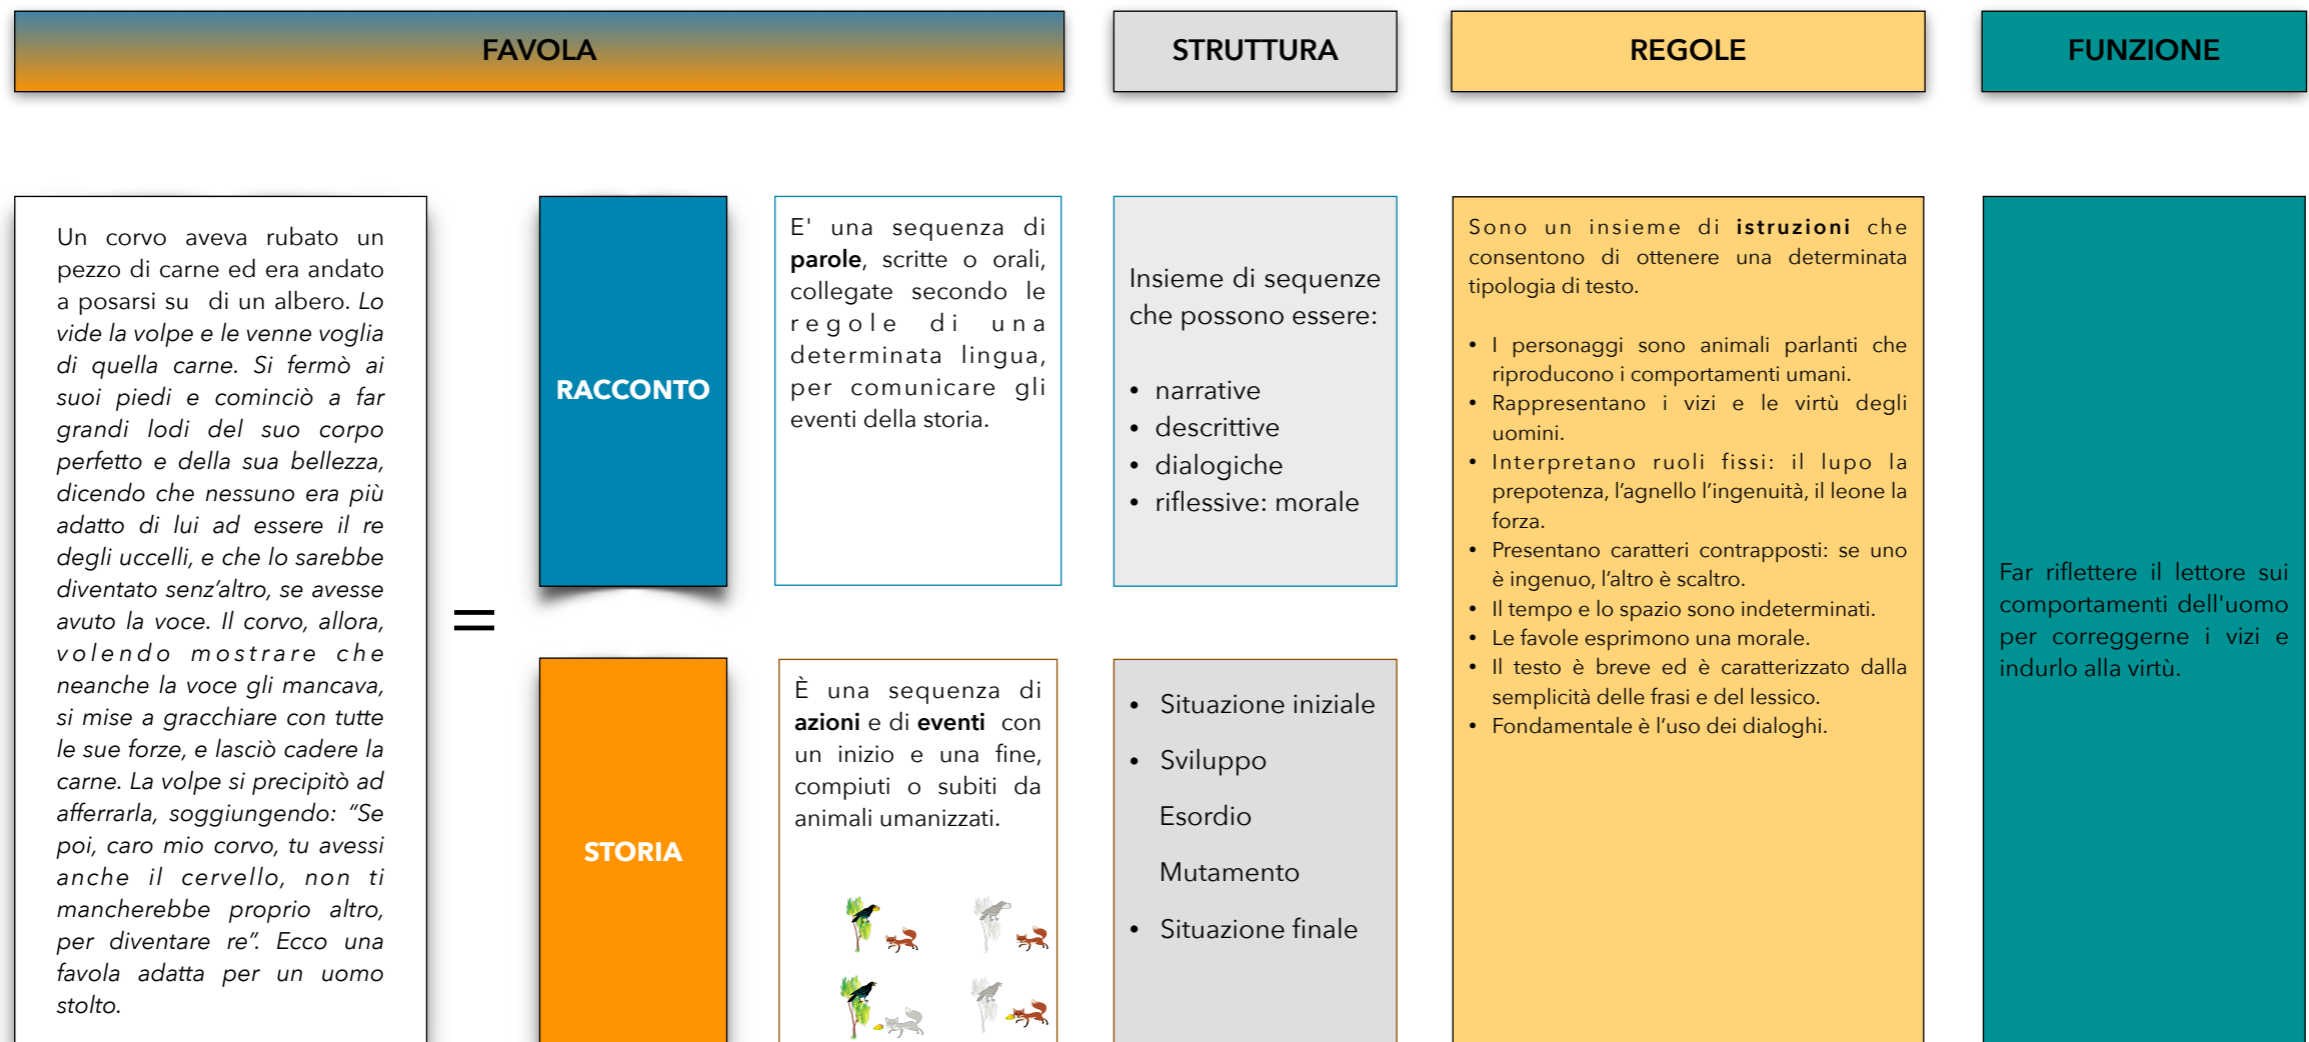 FAVOLA
STRUTTURA
REGOLE
FUNZIONE
Un corvo aveva rubato un
pezzo di carne ed era andato
a posarsi su di un albero. Lo
vide la volpe e le venne voglia
di quella carne. Si fermò ai
suoi piedi e cominciò a far
grandi lodi del suo corpo
perfetto e della sua bellezza,
dicendo che nessuno era più
adatto di lui ad essere il re
degli uccelli, e che lo sarebbe
diventato senz'altro, se avesse
avuto la voce. Il corvo, allora,
volendo mostrare che
neanche la voce gli mancava,
si mise a gracchiare con tutte
le sue forze, e lasciò cadere la
carne. La volpe si precipitò ad
afferrarla, soggiungendo: "Se
poi, caro mio corvo, tu avessi
anche il cervello, non ti
mancherebbe proprio altro,
per diventare re". Ecco una
favola adatta per un uomo
stolto.
=
RACCONTO
E' una sequenza di
parole, scritte o orali,
collegate secondo le
regole di una
determinata lingua,
per comunicare gli
eventi della storia.
Insieme di sequenze
che possono essere:
• narrative
• descrittive
• dialogiche
• riflessive: morale
STORIA
È una sequenza di
azioni e di eventi con
un inizio e una fine,
compiuti o subiti da
animali umanizzati.
• Situazione iniziale
• Sviluppo
Esordio
Mutamento
• Situazione finale
Sono un insieme di istruzioni che
consentono di ottenere una determinata
tipologia di testo.
• I personaggi sono animali parlanti che
riproducono i comportamenti umani.
• Rappresentano i vizi e le virtù degli
uomini.
• Interpretano ruoli fissi: il lupo la
prepotenza, l'agnello l'ingenuità, il leone la
forza.
• Presentano caratteri contrapposti: se uno
è ingenuo, l'altro è scaltro.
• Il tempo e lo spazio sono indeterminati.
• Le favole esprimono una morale.
• Il testo è breve ed è caratterizzato dalla
semplicità delle frasi e del lessico.
• Fondamentale è l'uso dei dialoghi.
Far riflettere il lettore sui
comportamenti dell'uomo
per correggerne i vizi e
indurlo alla virtù.